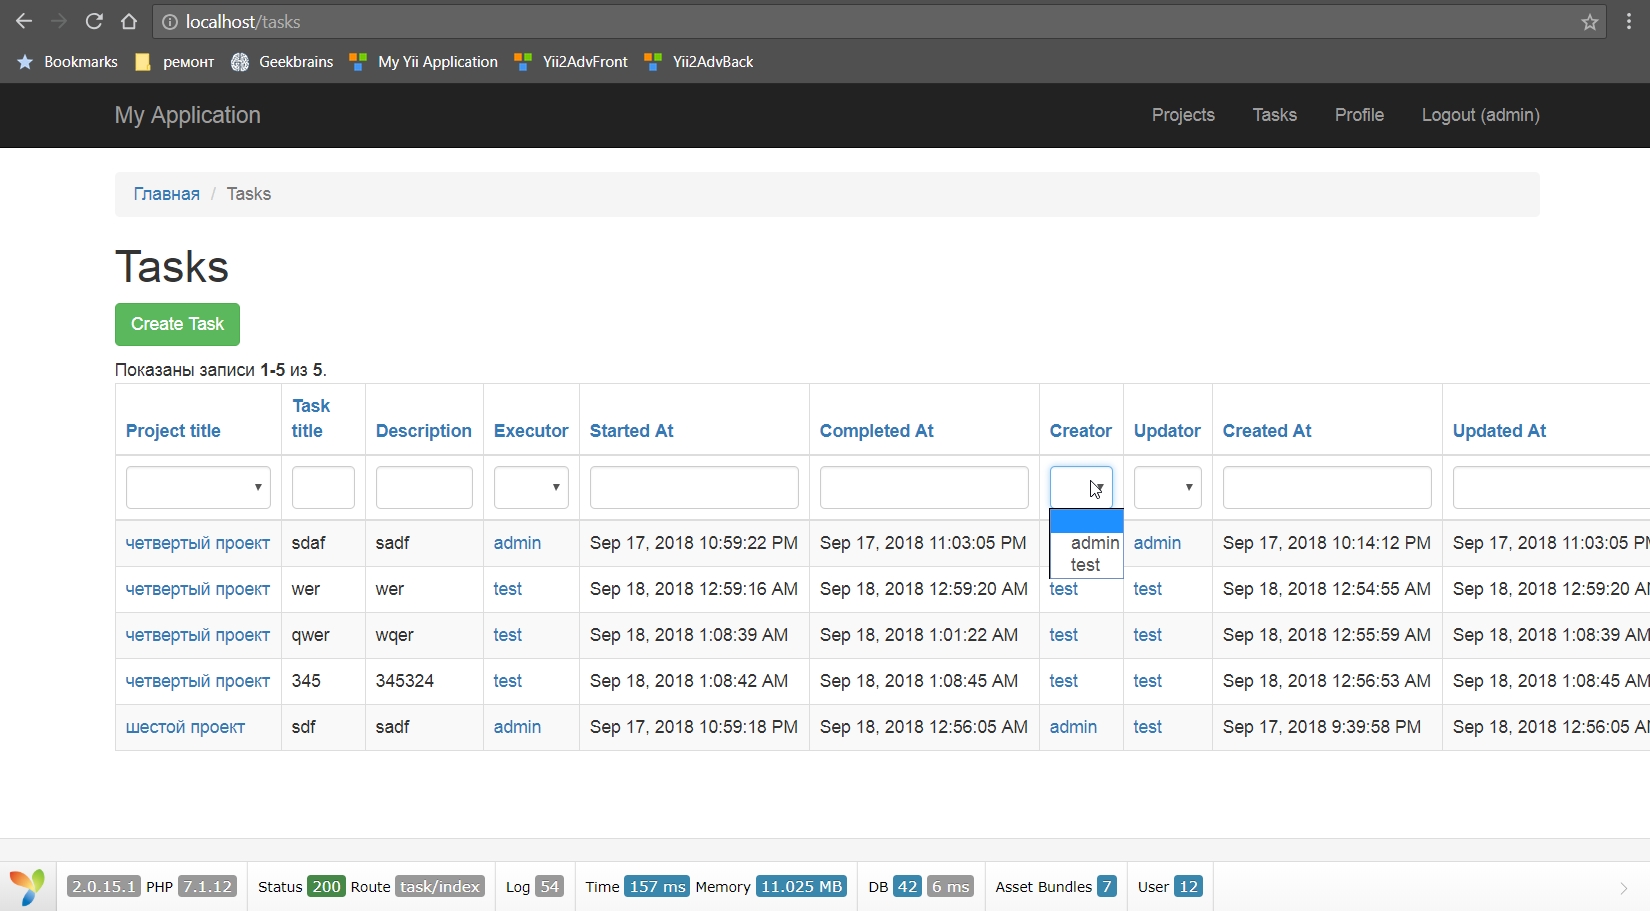 localhost/tasks
Bookmarks ремонт Geekbrains My Yii Application Yii2AdvFront Yii2AdvBack
My Application Projects Tasks Profile Logout (admin)
Главная / Tasks
Tasks
Create Task
Показаны записи 1-5 из 5.
Project title Task title Description Executor Started At Completed At Creator Updator Created At Updated At
admin
test
четвертый проект sdaf sadf admin Sep 17, 2018 10:59:22 PM Sep 17, 2018 11:03:05 PM admin Sep 17, 2018 10:14:12 PM Sep 17, 2018 11:03:05
четвертый проект wer wer test Sep 18, 2018 12:59:16 AM Sep 18, 2018 12:59:20 AM test test Sep 18, 2018 12:54:55 AM Sep 18, 2018 12:59:20
четвертый проект qwer wqer test Sep 18, 2018 1:08:39 AM Sep 18, 2018 1:01:22 AM test test Sep 18, 2018 12:55:59 AM Sep 18, 2018 1:08:39 AM
четвертый проект 345 345324 test Sep 18, 2018 1:08:42 AM Sep 18, 2018 1:08:45 AM test test Sep 18, 2018 12:56:53 AM Sep 18, 2018 1:08:45 AM
шестой проект sdf sadf admin Sep 17, 2018 10:59:18 PM Sep 18, 2018 12:56:05 AM admin test Sep 17, 2018 9:39:58 PM Sep 18, 2018 12:56:05
2.0.15.1 PHP 7.1.12 Status 200 Route task/index Log 54 Time 157 ms Memory 11.025 MB DB 42 6 ms Asset Bundles 7 User 12